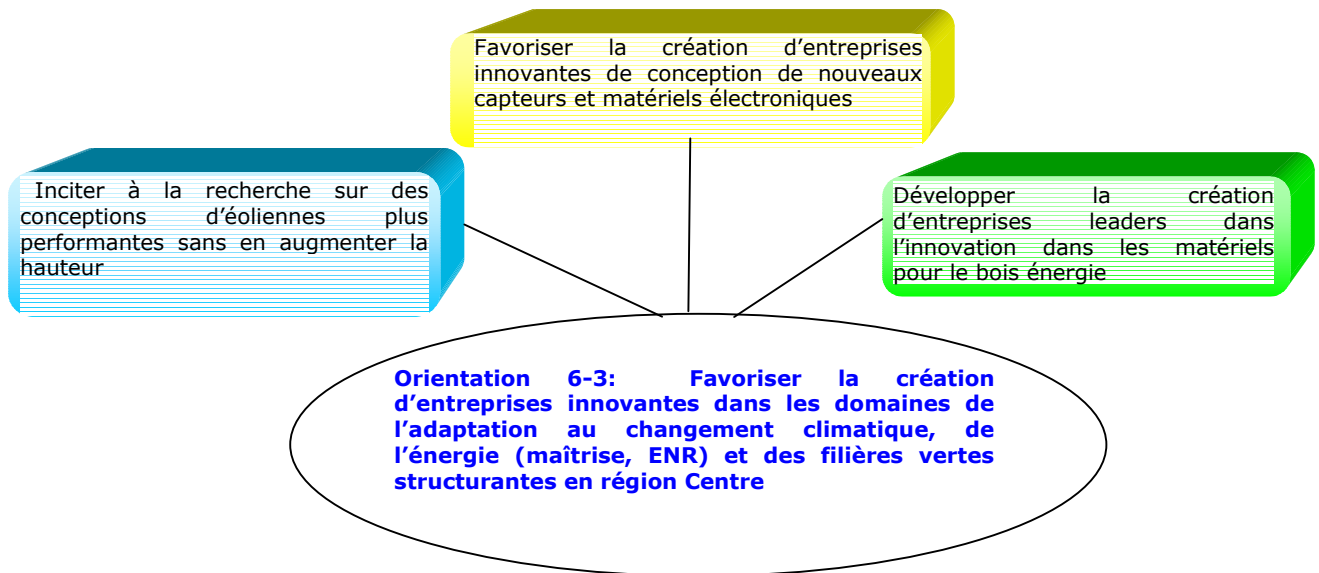 Favoriser la création
d’entreprises
innovantes de conception de nouveaux
capteurs et matériels électroniques
Inciter à la recherche sur des
conceptions d’éoliennes plus
performantes sans en augmenter la
hauteur
Développer la création
d’entreprises leaders dans
l’innovation dans les matériels
pour le bois énergie
Orientation 6-3: Favoriser la création
d’entreprises innovantes dans les domaines de
l’adaptation au changement climatique, de
l’énergie (maîtrise, ENR) et des filières vertes
structurantes en région Centre